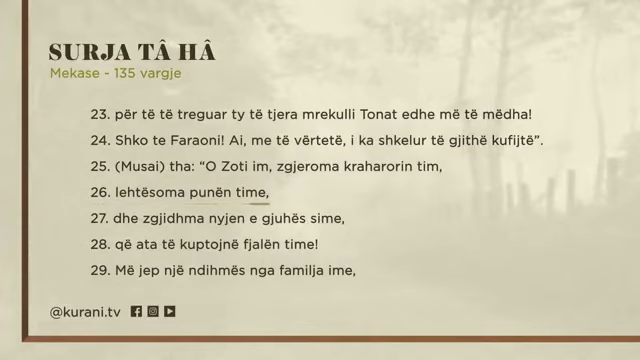 SURJA TÂ HÂ
Mekase - 135 vargje
23. për të të treguar ty të tjera mrekulli Tonat edhe më të mëdha!
24. Shko te Faraoni! Ai, me të vërtetë, i ka shkelur të gjithë kufijtë”.
25. (Musai) tha: “O Zoti im, zgjeroma kraharorin tim,
26. lehtësoma punën time,
27. dhe zgjidhma nyjen e gjuhës sime,
28. që ata të kuptojnë fjalën time!
29. Më jep një ndihmës nga familja ime,
@kurani.tv